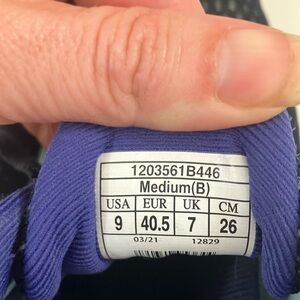 1203561B446
Medium(B)
USA EUR UK CM
9 40.5 7 26
03/21 12829